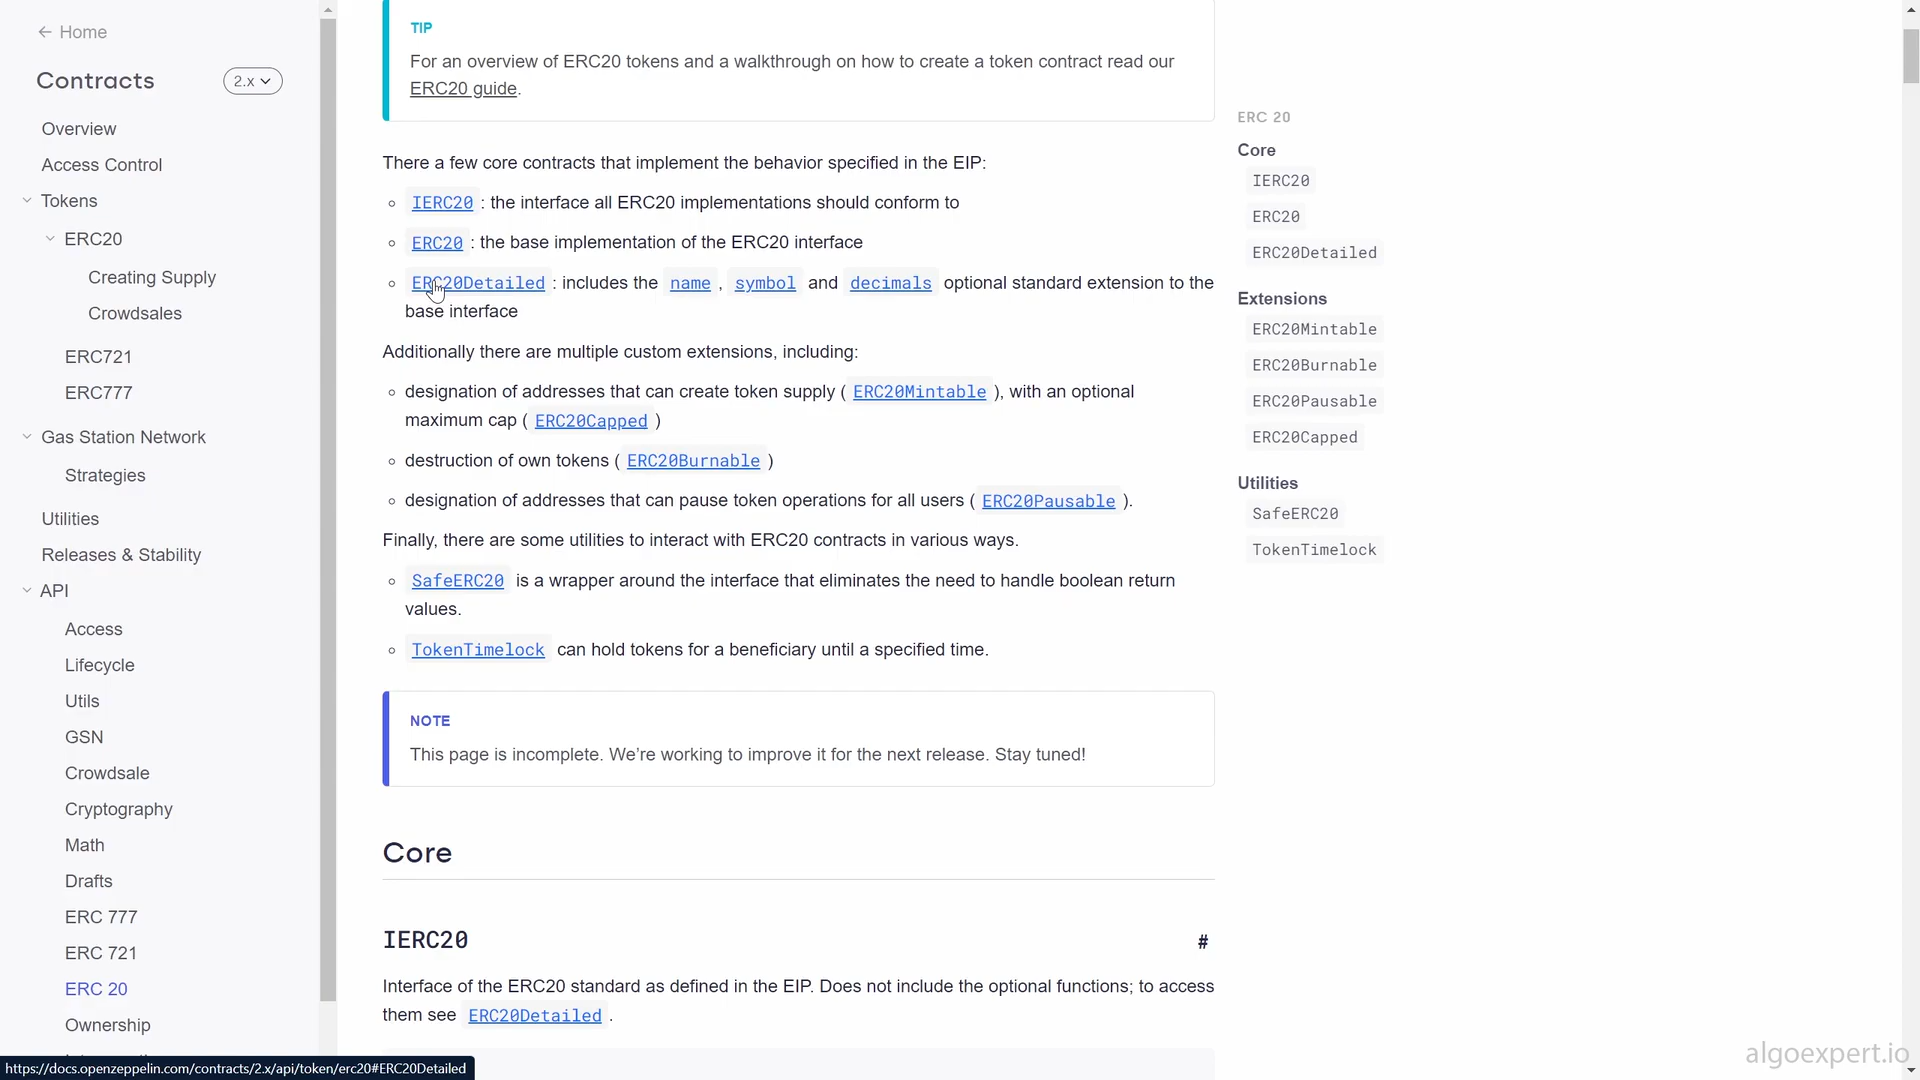 Home
Contracts
2.x
Overview
Access Control
Tokens
ERC20
Creating Supply
Crowdsales
ERC721
ERC777
Gas Station Network
Strategies
Utilities
Releases & Stability
API
Access
Lifecycle
Utils
GSN
Crowdsale
Cryptography
Math
Drafts
ERC 777
ERC 721
ERC 20
Ownership
TIP
For an overview of ERC20 tokens and a walkthrough on how to create a token contract read our
ERC20 guide.
There a few core contracts that implement the behavior specified in the EIP:
IERC20 : the interface all ERC20 implementations should conform to
ERC20 : the base implementation of the ERC20 interface
ERC20Detailed : includes the name , symbol and decimals optional standard extension to the
base interface
Additionally there are multiple custom extensions, including:
designation of addresses that can create token supply ( ERC20Mintable ), with an optional
maximum cap ( ERC20Capped )
destruction of own tokens ( ERC20Burnable )
designation of addresses that can pause token operations for all users ( ERC20Pausable ).
Finally, there are some utilities to interact with ERC20 contracts in various ways.
SafeERC20 is a wrapper around the interface that eliminates the need to handle boolean return
values.
TokenTimelock can hold tokens for a beneficiary until a specified time.
NOTE
This page is incomplete. We’re working to improve it for the next release. Stay tuned!
Core
IERC20 #
Interface of the ERC20 standard as defined in the EIP. Does not include the optional functions; to access
them see ERC20Detailed .
ERC 20
Core
IERC20
ERC20
ERC20Detailed
Extensions
ERC20Mintable
ERC20Burnable
ERC20Pausable
ERC20Capped
Utilities
SafeERC20
TokenTimelock
https://docs.openzeppelin.com/contracts/2.x/api/token/erc20#ERC20Detailed
algoexpert.io